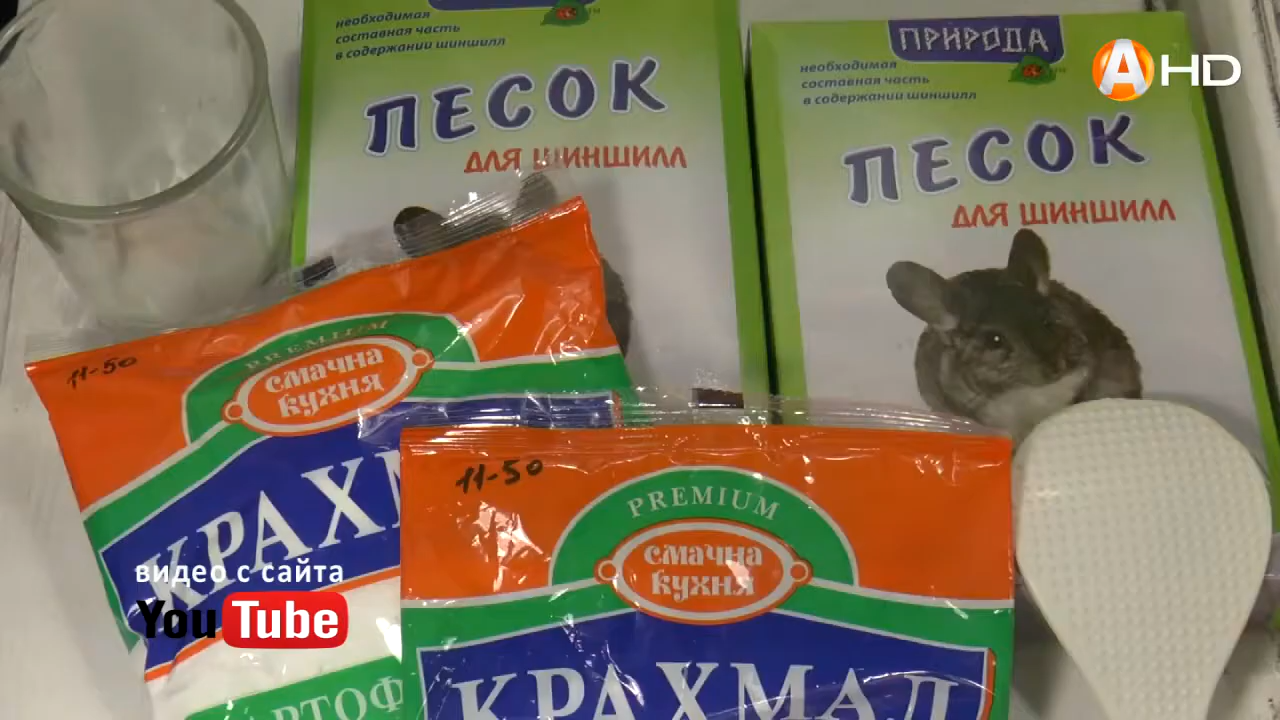 необходимая
составная часть
в содержании шиншилл
ПЕСОК
для шиншилл
ПРИРОДА
необходимая
составная часть
в содержании шиншилл
ПЕСОК
для шиншилл
А HD
11-50
PREMIUM
смачна
кухня
11-50
PREMIUM
смачна
кухня
КРАХМАЛ
видео с сайта
YouTube